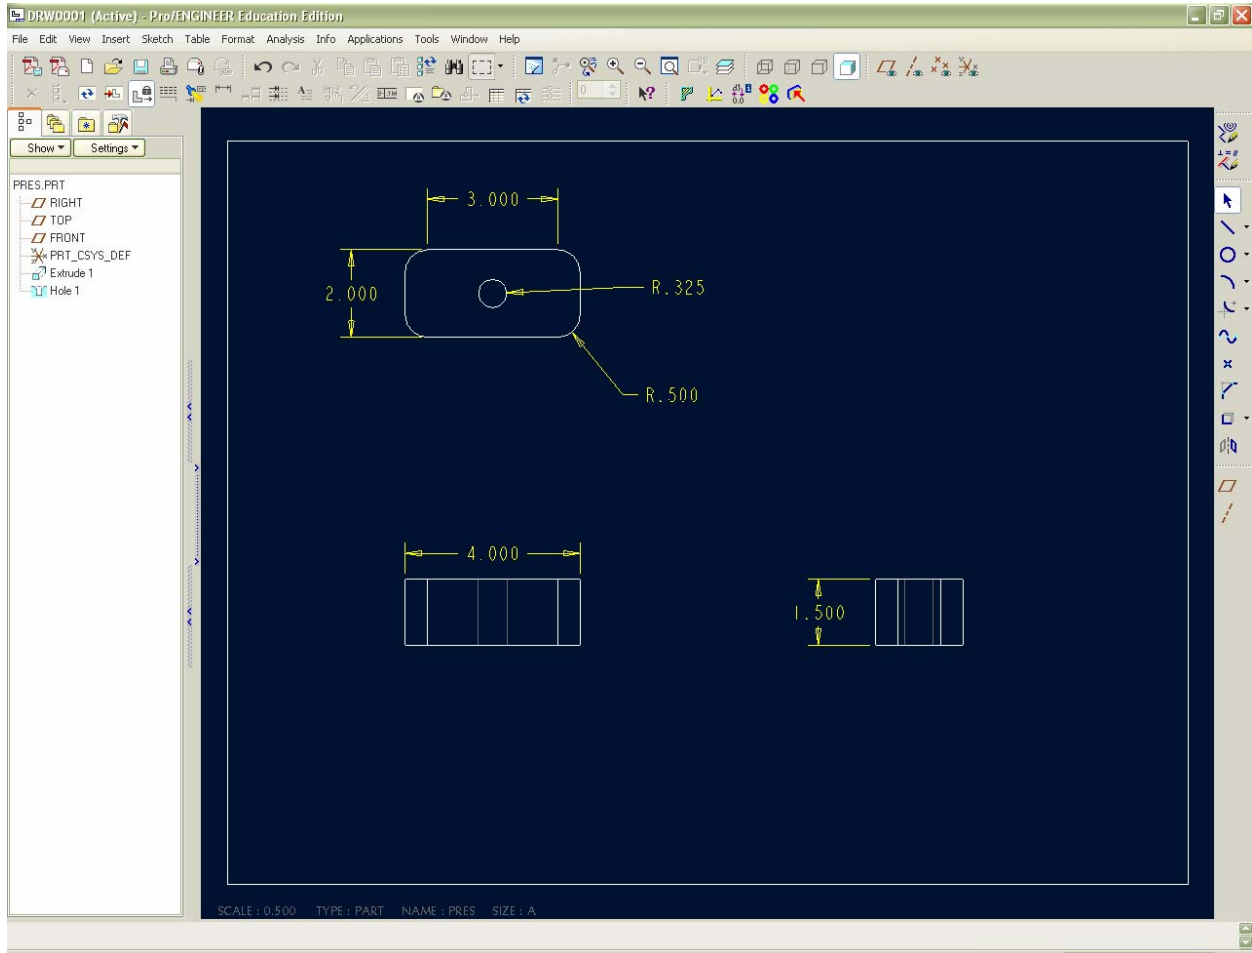 DRW0001 (Active) - Pro/ENGINEER Education Edition
File Edit View Insert Sketch Table Format Analysis Info Applications Tools Window Help
0
Show Settings
PRES.PRT
RIGHT
TOP
FRONT
PRT_CSYS_DEF
Extrude 1
Hole 1
3.000
2.000
R.325
R.500
4.000
1.500
SCALE : 0.500 TYPE : PART NAME : PRES SIZE : A